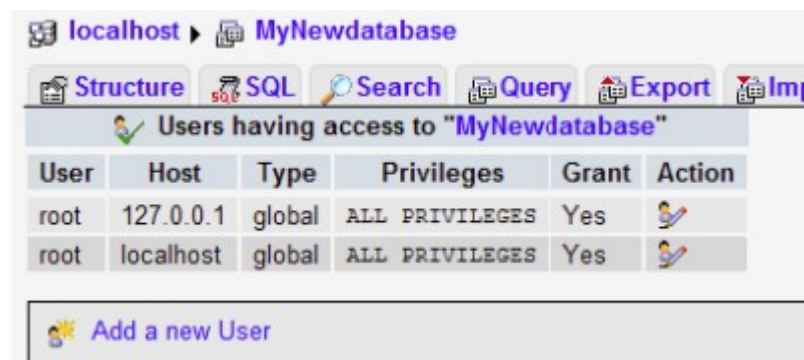 localhost MyNewdatabase
Structure SQL Search Query Export Imp
Users having access to "MyNewdatabase"
User Host Type Privileges Grant Action
root 127.0.0.1 global ALL PRIVILEGES Yes
root localhost global ALL PRIVILEGES Yes
Add a new User